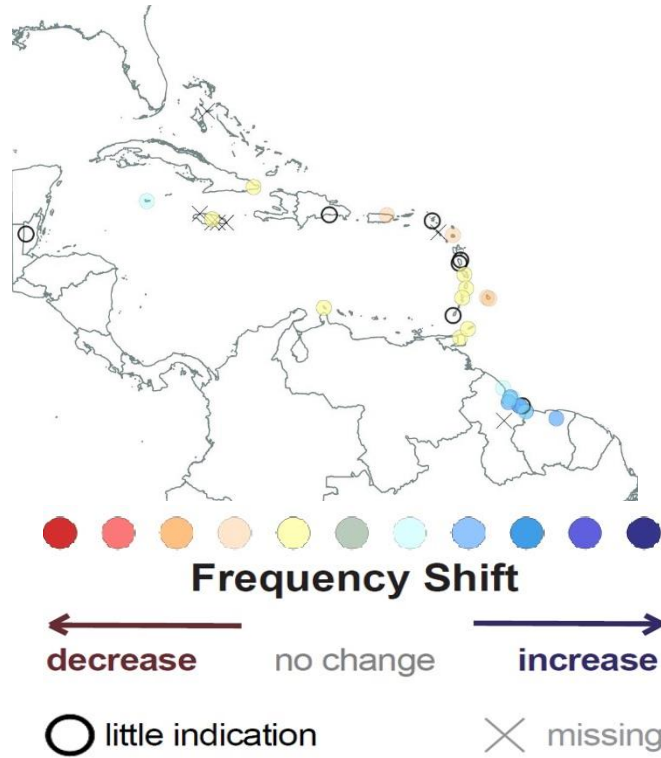 Frequency Shift
decrease no change increase
little indication missing